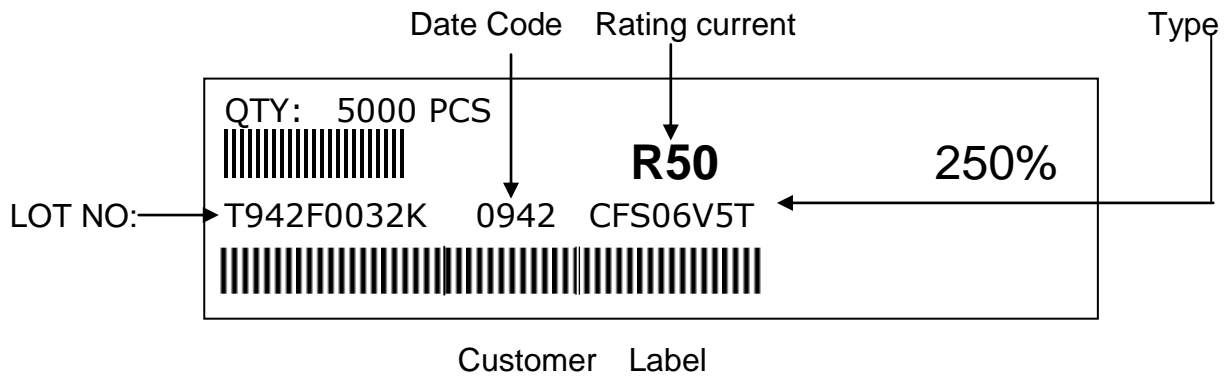 Date Code Rating current Type
QTY: 5000 PCS
R50 250%
LOT NO: T942F0032K 0942 CFS06V5T
Customer Label